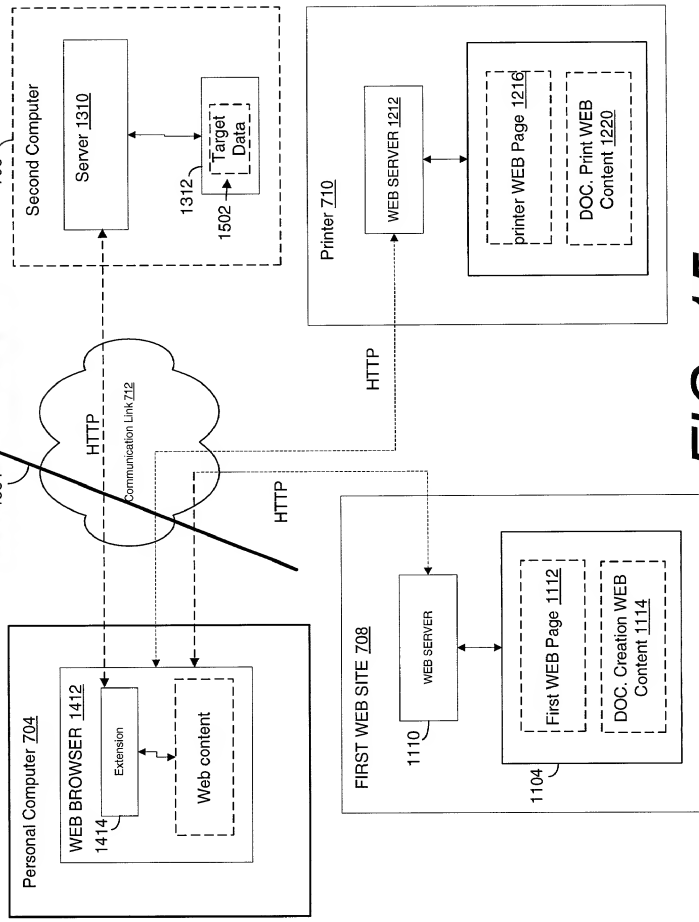 Personal Computer 704
WEB BROWSER 1412
1414
Extension
Web content
HTTP
Communication Link 712
HTTP
HTTP
Second Computer
Server 1310
1312
Target
Data
1502
FIRST WEB SITE 708
WEB SERVER
1110
First WEB Page 1112
DOC. Creation WEB
Content 1114
1104
Printer 710
WEB SERVER 1212
printer WEB Page 1216
DOC. Print WEB
Content 1220